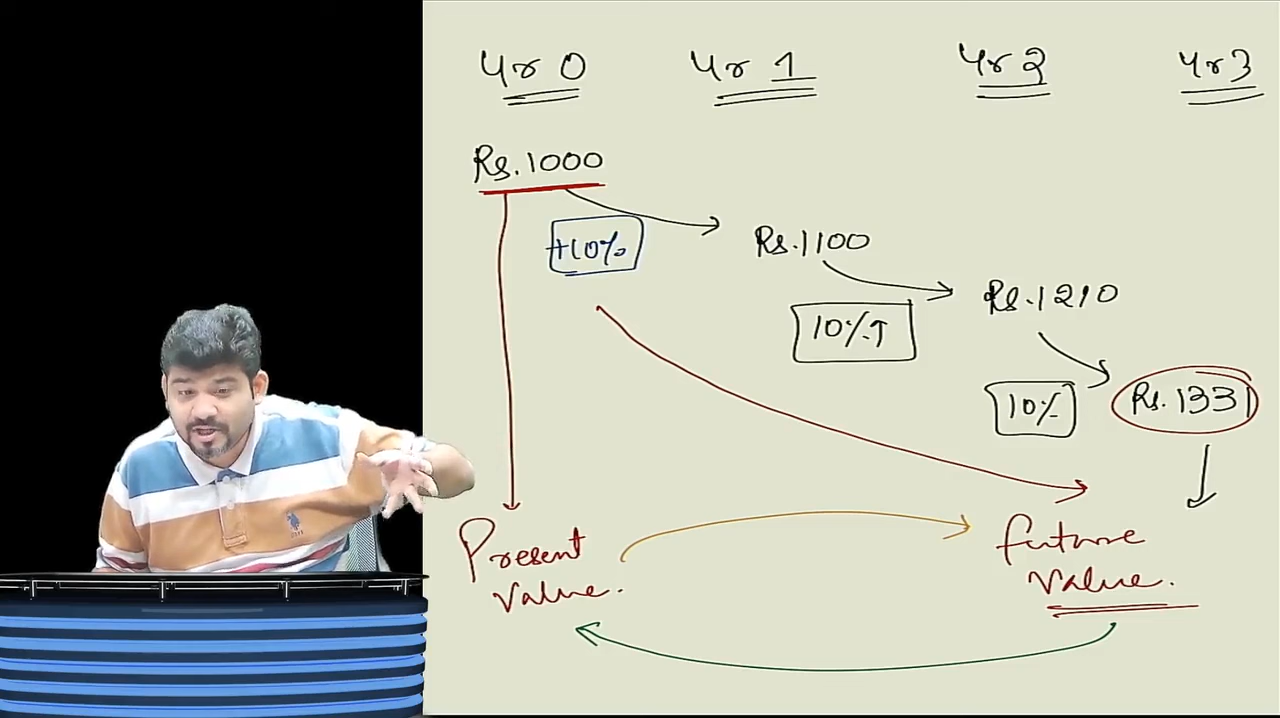 Yr 0 Yr 1 Yr 2 Yr 3
Rs.1000
+10%
Rs.1100
Rs.1210
10%↑
10%
Rs.1331
Present
Value.
future
Value.